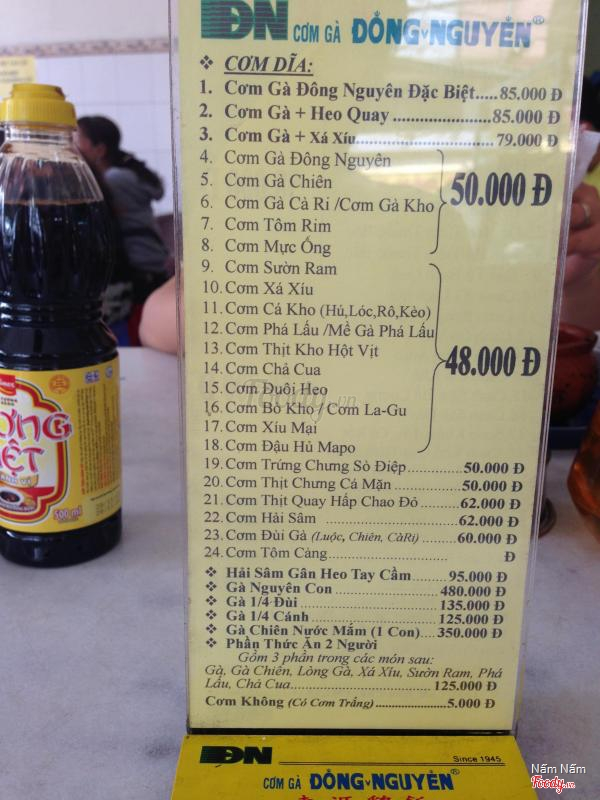 ĐN CƠM GÀ ĐÔNG NGUYÊN®
❖ CƠM DĨA:
1. Cơm Gà Đông Nguyên Đặc Biệt.....85.000 Đ
2. Cơm Gà + Heo Quay ..................85.000 Đ
3. Cơm Gà + Xá Xíu.........................79.000 Đ
4. Cơm Gà Đông Nguyên
5. Cơm Gà Chiên
6. Cơm Gà Cà Ri /Cơm Gà Kho
7. Cơm Tôm Rim
8. Cơm Mực Ống
50.000 Đ
9. Cơm Sườn Ram
10. Cơm Xá Xíu
11. Cơm Cá Kho (Hú,Lóc,Rô,Kèo)
12. Cơm Phá Lấu /Mề Gà Phá Lấu
13. Cơm Thịt Kho Hột Vịt
14. Cơm Chả Cua
15. Cơm Đuôi Heo
16. Cơm Bò Kho / Cơm La-Gu
17. Cơm Xíu Mại
18. Cơm Đậu Hủ Mapo
48.000 Đ
19. Cơm Trứng Chưng Sò Điệp...........50.000 Đ
20. Cơm Thịt Chưng Cá Mặn .............50.000 Đ
21. Cơm Thịt Quay Hấp Chao Đỏ ........62.000 Đ
22. Cơm Hải Sâm ..........................62.000 Đ
23. Cơm Đùi Gà (Luộc, Chiên, CàRi) .......60.000 Đ
24. Cơm Tôm Càng........................ Đ
❖ Hải Sâm Gân Heo Tay Cầm..........95.000 Đ
❖ Gà Nguyên Con ........................480.000 Đ
❖ Gà 1/4 Đùi ...............................135.000 Đ
❖ Gà 1/4 Cánh .............................125.000 Đ
❖ Gà Chiên Nước Mắm (1 Con)....350.000 Đ
❖ Phần Thức Ăn 2 Người
Gồm 3 phần trong các món sau:
Gà, Gà Chiên, Lòng Gà, Xá Xíu, Sườn Ram, Phá
Lấu, Chả Cua..............................125.000 Đ
Cơm Không (Có Cơm Trắng)...................5.000 Đ
ĐN Since 1945
CƠM GÀ ĐÔNG NGUYÊN®
500 ml
Foody.vn
Nấm Nấm
Foody.vn